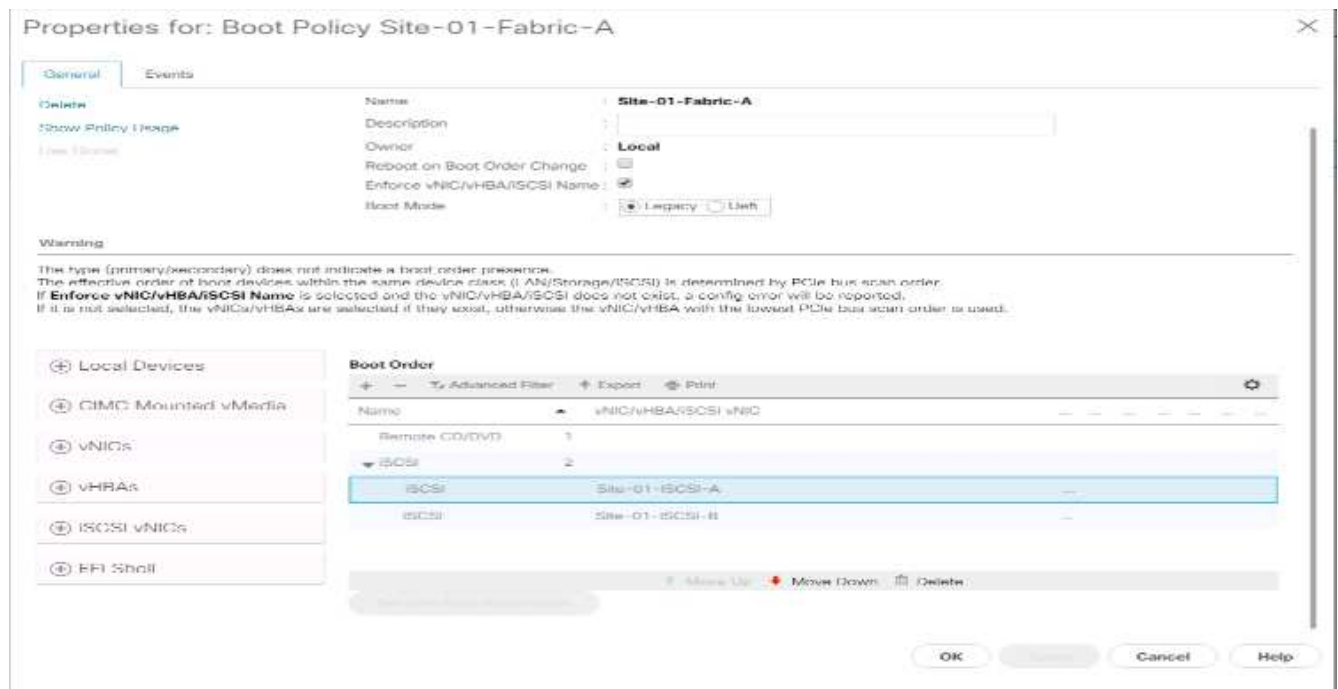 Properties for: Boot Policy Site-01-Fabric-A
General Events
Delete
Show Policy Usage
Name : Site-01-Fabric-A
Description :
Owner : Local
Reboot on Boot Order Change :
Enforce vNIC/vHBA/iSCSI Name :
Boot Mode : Legacy Uefi
Warning
The type (primary/secondary) does not indicate a boot order presence.
The effective order of boot devices within the same device class (LAN/Storage/iSCSI) is determined by PCIe bus scan order.
If Enforce vNIC/vHBA/iSCSI Name is selected and the vNIC/vHBA/iSCSI does not exist, a config error will be reported.
If it is not selected, the vNICs/vHBAs are selected if they exist, otherwise the vNIC/vHBA with the lowest PCIe bus scan order is used.
Local Devices
CIMC Mounted vMedia
vNICs
vHBAs
iSCSI vNICs
EFI Shell
Boot Order
+ − Advanced Filter Export Print
Name vNIC/vHBA/iSCSI vNIC
Remote CD/DVD 1
iSCSI 2
iSCSI Site-01-iSCSI-A
iSCSI Site-01-iSCSI-B
Move Up Move Down Delete
OK Cancel Help